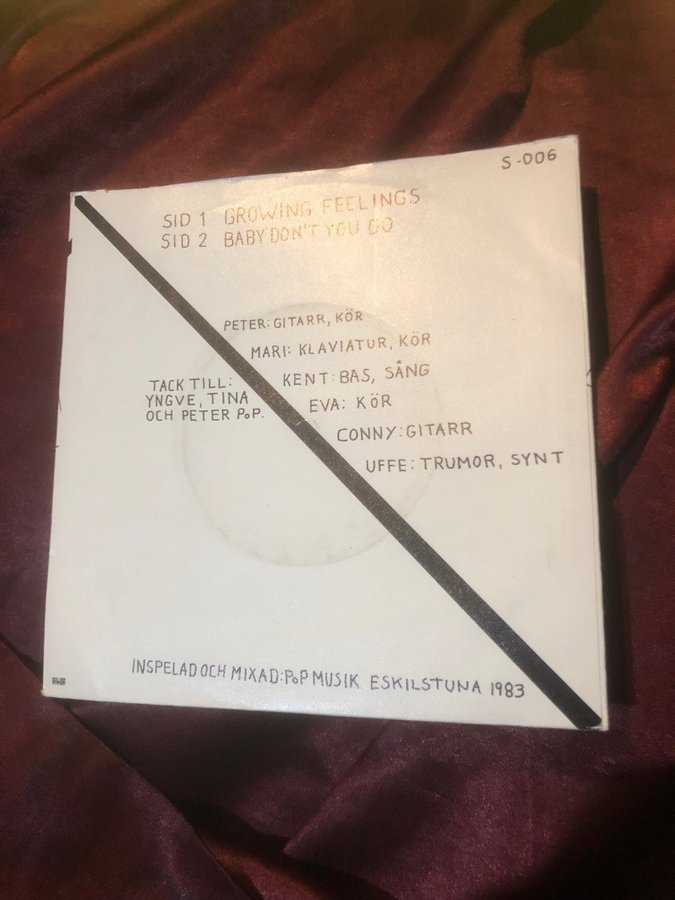 S-006
SID 1 GROWING FEELINGS
SID 2 BABY DON'T YOU GO
PETER: GITARR, KÖR
MARI: KLAVIATUR, KÖR
KENT: BAS, SÅNG
EVA: KÖR
CONNY: GITARR
UFFE: TRUMOR, SYNT
TACK TILL:
YNGVE, TINA
OCH PETER PoP.
INSPELAD OCH MIXAD: PoP MUSIK ESKILSTUNA 1983